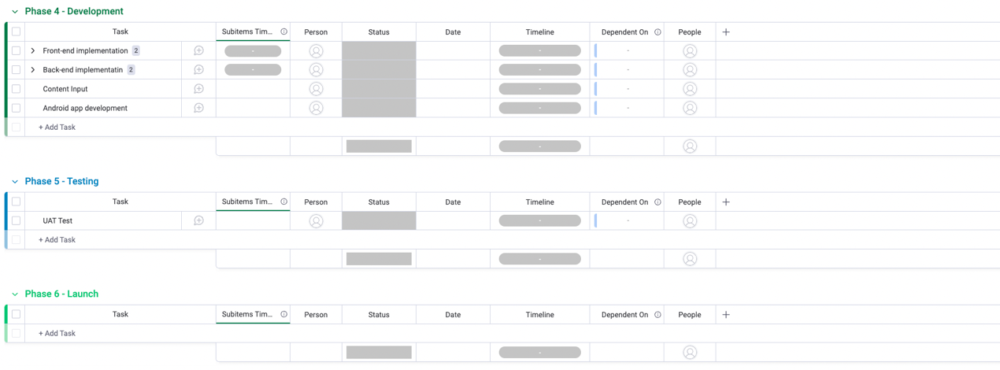 Phase 4 - Development
Task Subitems Tim... Person Status Date Timeline Dependent On People +
Front-end implementation 2 - - -
Back-end implementatin 2 - - -
Content Input - -
Android app development - -
+ Add Task
-
Phase 5 - Testing
Task Subitems Tim... Person Status Date Timeline Dependent On People +
UAT Test - -
+ Add Task
-
Phase 6 - Launch
Task Subitems Tim... Person Status Date Timeline Dependent On People +
+ Add Task
-